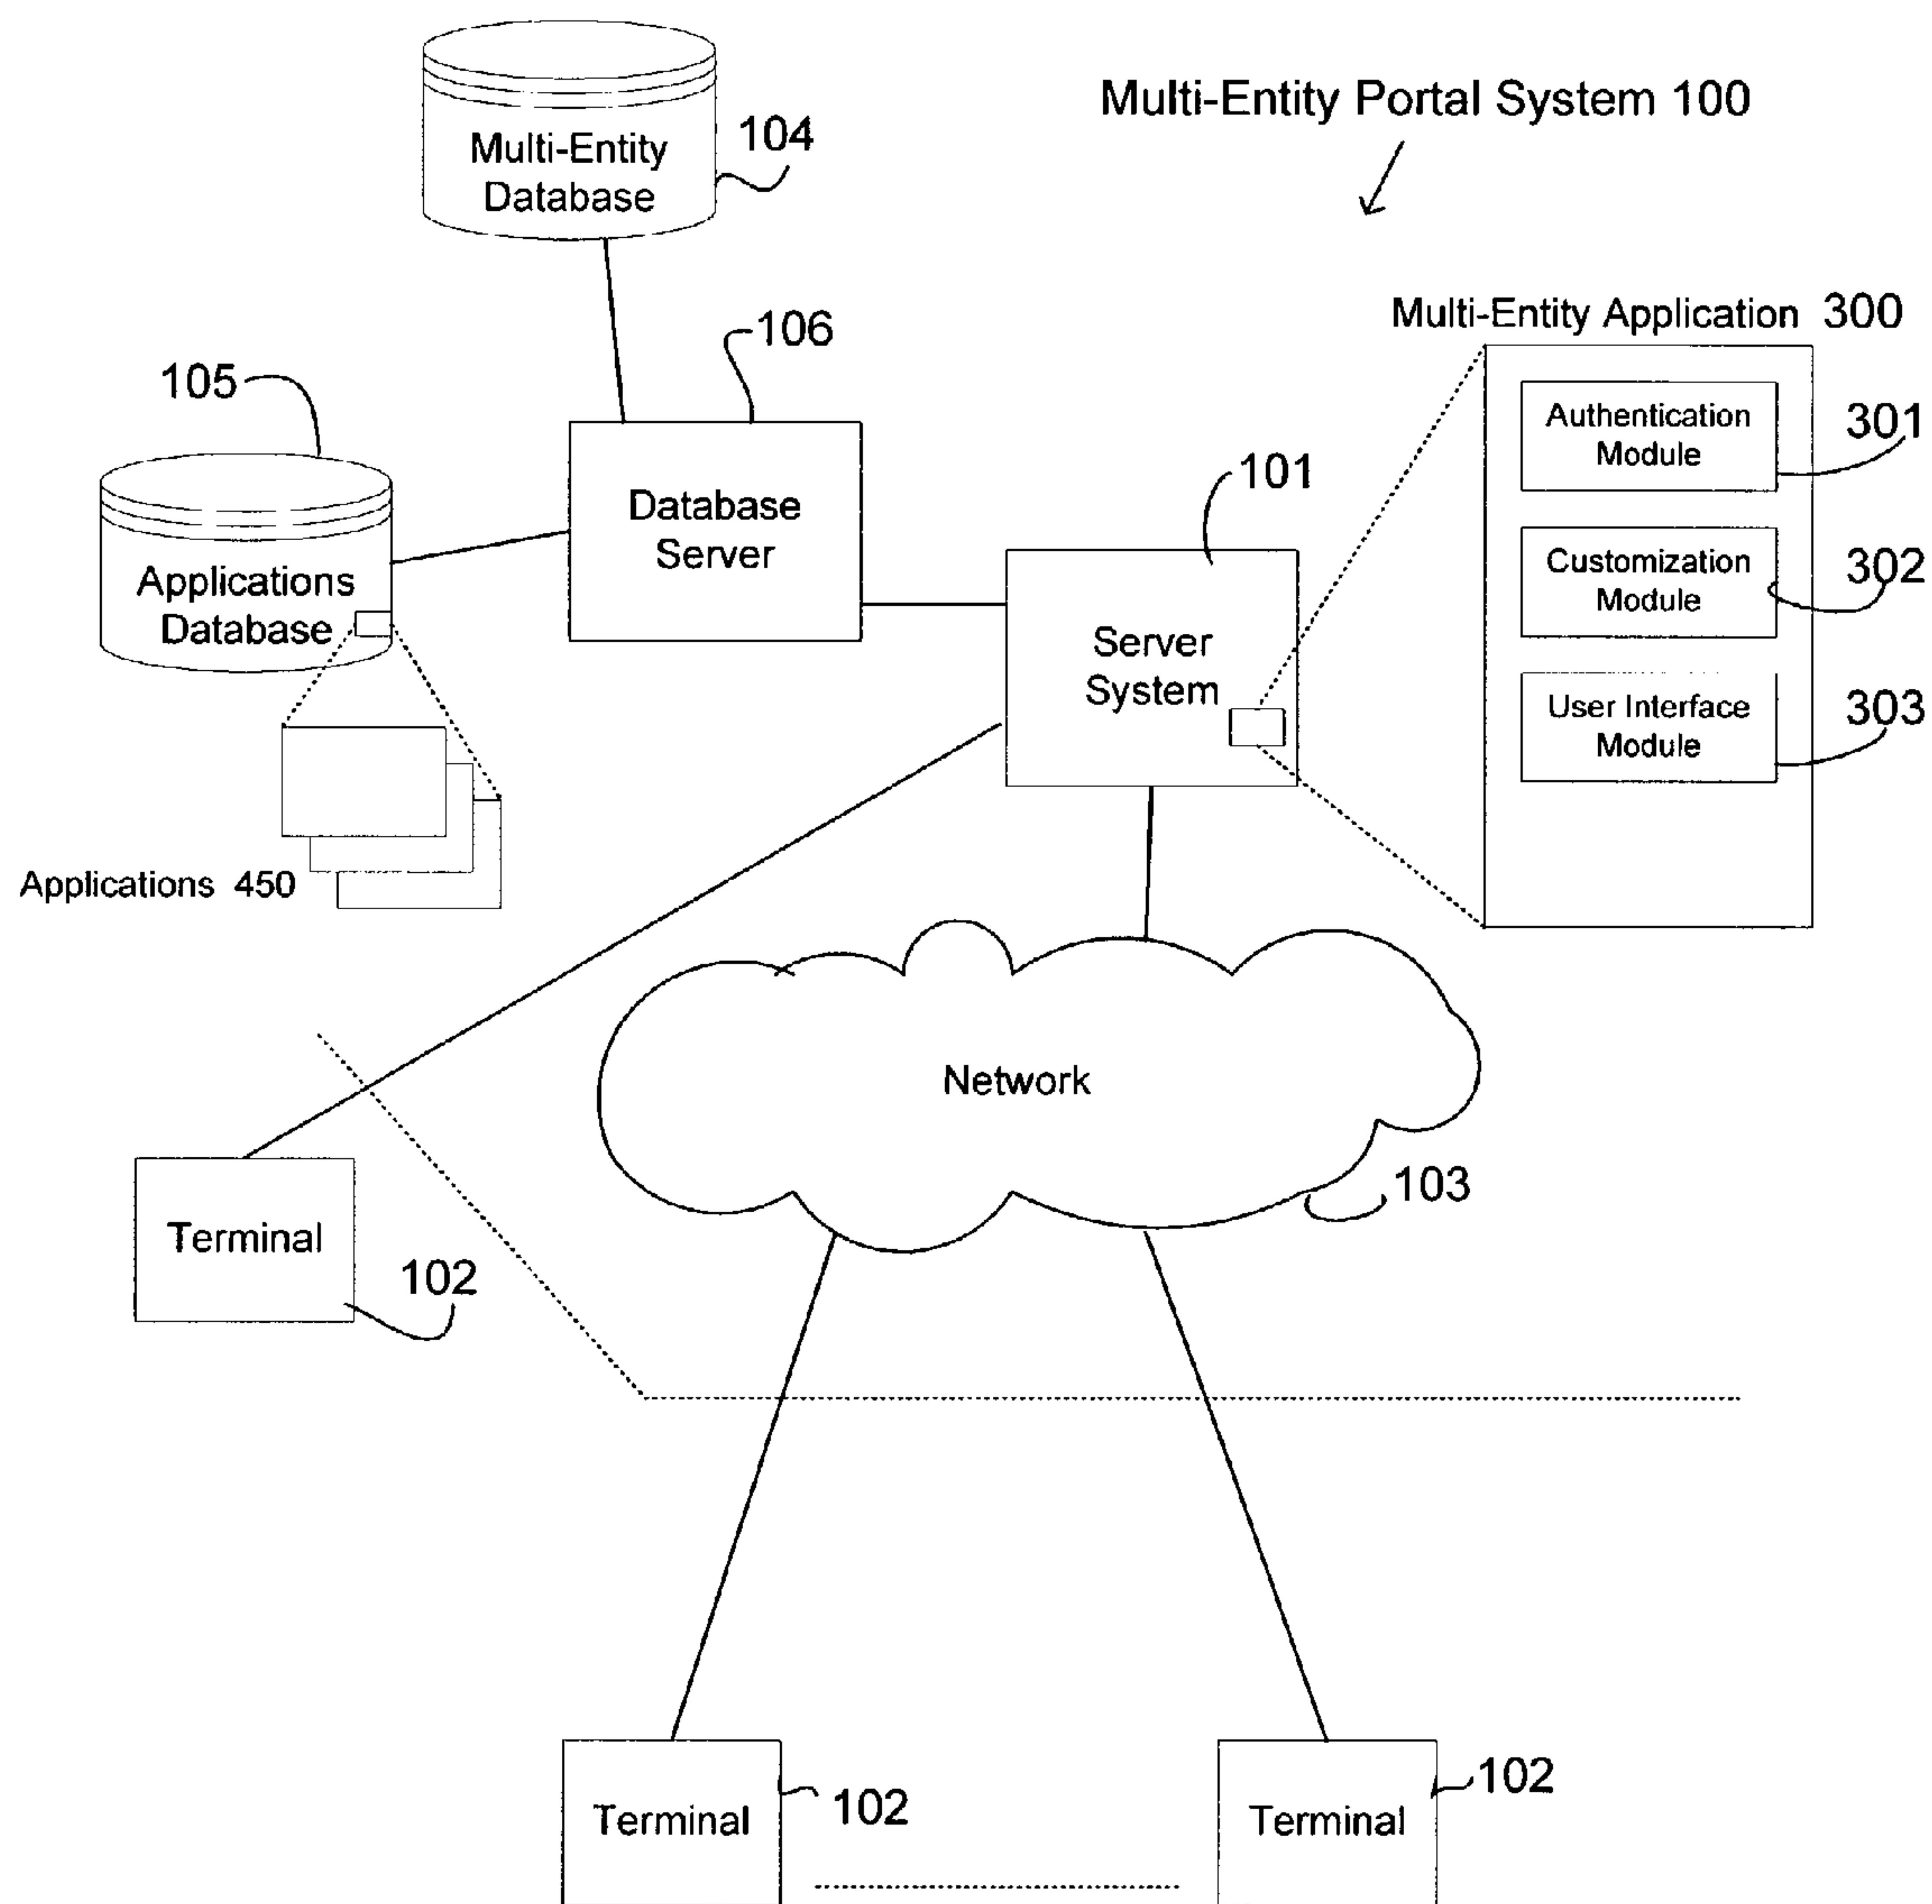 Multi-Entity Portal System 100
Multi-Entity
Database
104
106
105
Multi-Entity Application 300
Authentication
Module
301
Database
Server
101
Customization
Module
302
Applications
Database
Server
System
User Interface
Module
303
Applications 450
Network
103
Terminal
102
Terminal
102
Terminal
102